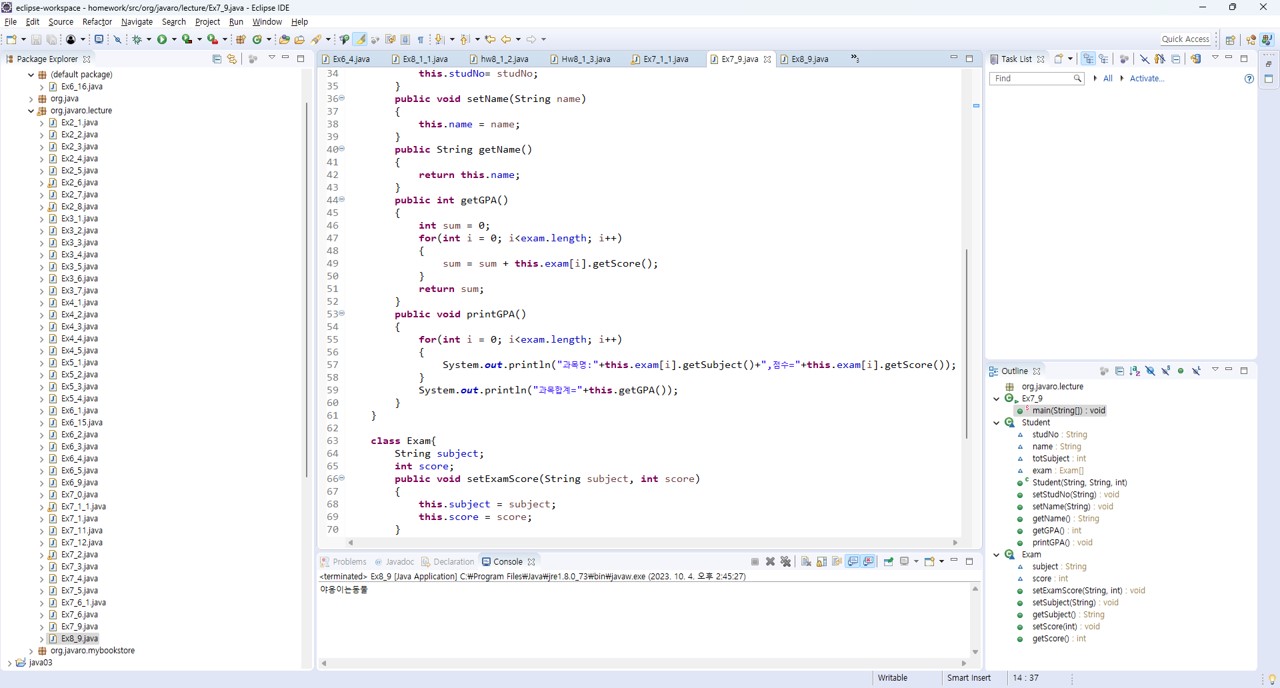 eclipse-workspace - homework/src/org/javaro/lecture/Ex7_9.java - Eclipse IDE
File Edit Source Refactor Navigate Search Project Run Window Help
Quick Access
Package Explorer
(default package)
Ex6_16.java
org.java
org.javaro.lecture
Ex2_1.java
Ex2_2.java
Ex2_3.java
Ex2_4.java
Ex2_5.java
Ex2_6.java
Ex2_7.java
Ex2_8.java
Ex3_1.java
Ex3_2.java
Ex3_3.java
Ex3_4.java
Ex3_5.java
Ex3_6.java
Ex3_7.java
Ex4_1.java
Ex4_2.java
Ex4_3.java
Ex4_4.java
Ex4_5.java
Ex5_1.java
Ex5_2.java
Ex5_3.java
Ex5_4.java
Ex6_1.java
Ex6_15.java
Ex6_2.java
Ex6_3.java
Ex6_4.java
Ex6_5.java
Ex6_9.java
Ex7_0.java
Ex7_1_1.java
Ex7_1.java
Ex7_11.java
Ex7_12.java
Ex7_2.java
Ex7_3.java
Ex7_4.java
Ex7_5.java
Ex7_6_1.java
Ex7_6.java
Ex7_9.java
Ex8_9.java
org.javaro.mybookstore
java03
Ex6_4.java Ex8_1_1.java hw8_1_2.java Hw8_1_3.java Ex7_1_1.java Ex7_9.java Ex8_9.java »3
34 this.studNo= studNo;
35 }
36 public void setName(String name)
37 {
38 this.name = name;
39 }
40 public String getName()
41 {
42 return this.name;
43 }
44 public int getGPA()
45 {
46 int sum = 0;
47 for(int i = 0; i<exam.length; i++)
48 {
49 sum = sum + this.exam[i].getScore();
50 }
51 return sum;
52 }
53 public void printGPA()
54 {
55 for(int i = 0; i<exam.length; i++)
56 {
57 System.out.println("과목명:"+this.exam[i].getSubject()+",점수="+this.exam[i].getScore());
58 }
59 System.out.println("과목합계="+this.getGPA());
60 }
61 }
62
63 class Exam{
64 String subject;
65 int score;
66 public void setExamScore(String subject, int score)
67 {
68 this.subject = subject;
69 this.score = score;
70 }
Problems Javadoc Declaration Console
<terminated> Ex8_9 [Java Application] C:₩Program Files₩Java₩jre1.8.0_73₩bin₩javaw.exe (2023. 10. 4. 오후 2:45:27)
야옹이는동물
Task List
Find All Activate...
Outline
org.javaro.lecture
Ex7_9
main(String[]) : void
Student
studNo : String
name : String
totSubject : int
exam : Exam[]
Student(String, String, int)
setStudNo(String) : void
setName(String) : void
getName() : String
getGPA() : int
printGPA() : void
Exam
subject : String
score : int
setExamScore(String, int) : void
setSubject(String) : void
getSubject() : String
setScore(int) : void
getScore() : int
Writable Smart Insert 14 : 37